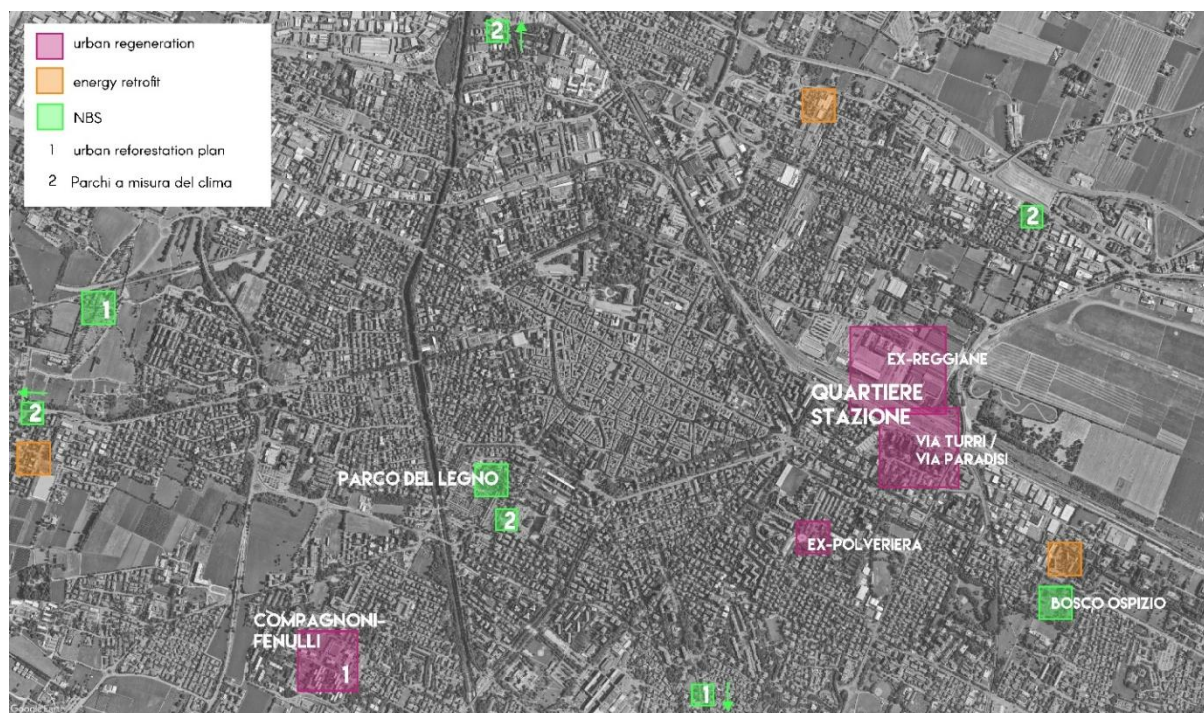 urban regeneration
energy retrofit
NBS
1 urban reforestation plan
2 Parchi a misura del clima
2
2
1
EX-REGGIANE
QUARTIERE
STAZIONE
2
VIA TURRI /
VIA PARADISI
PARCO DEL LEGNO
2
EX-POLVERIERA
BOSCO OSPIZIO
COMPAGNONI-
FENULLI
1
1